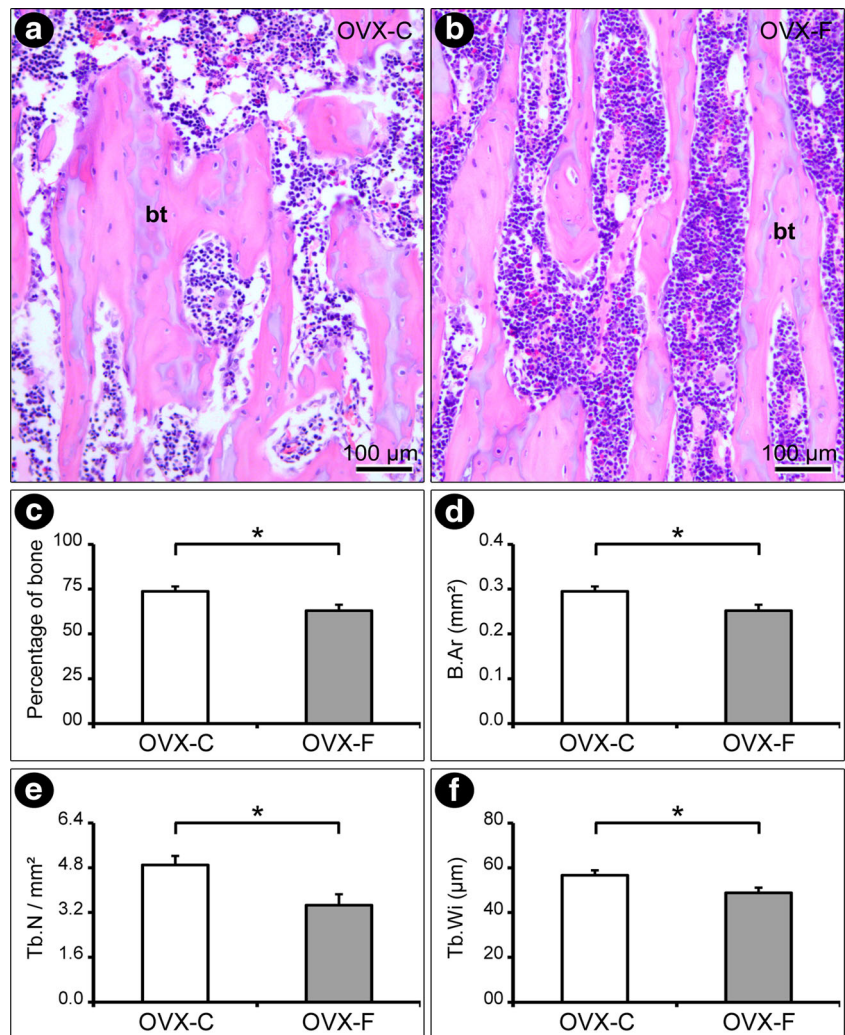 a
OVX-C
bt
100 µm
b
OVX-F
bt
100 µm
c
Percentage of bone
100
75
50
25
00
*
OVX-C
OVX-F
d
B.Ar (mm²)
0.4
0.3
0.2
0.1
0.0
*
OVX-C
OVX-F
e
Tb.N / mm²
6.4
4.8
3.2
1.6
0.0
*
OVX-C
OVX-F
f
Tb.Wi (µm)
80
60
40
20
00
*
OVX-C
OVX-F